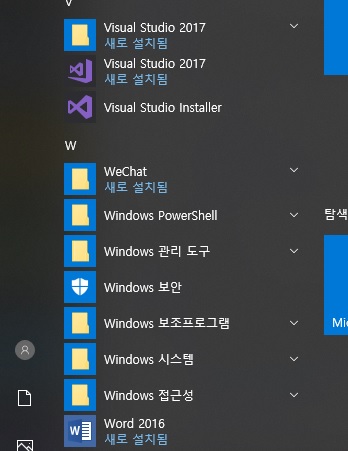 V
Visual Studio 2017
새로 설치됨
Visual Studio 2017
새로 설치됨
Visual Studio Installer
W
WeChat
새로 설치됨
Windows PowerShell
탐색
Windows 관리 도구
Windows 보안
Windows 보조프로그램
Mic
Windows 시스템
Windows 접근성
Word 2016
새로 설치됨